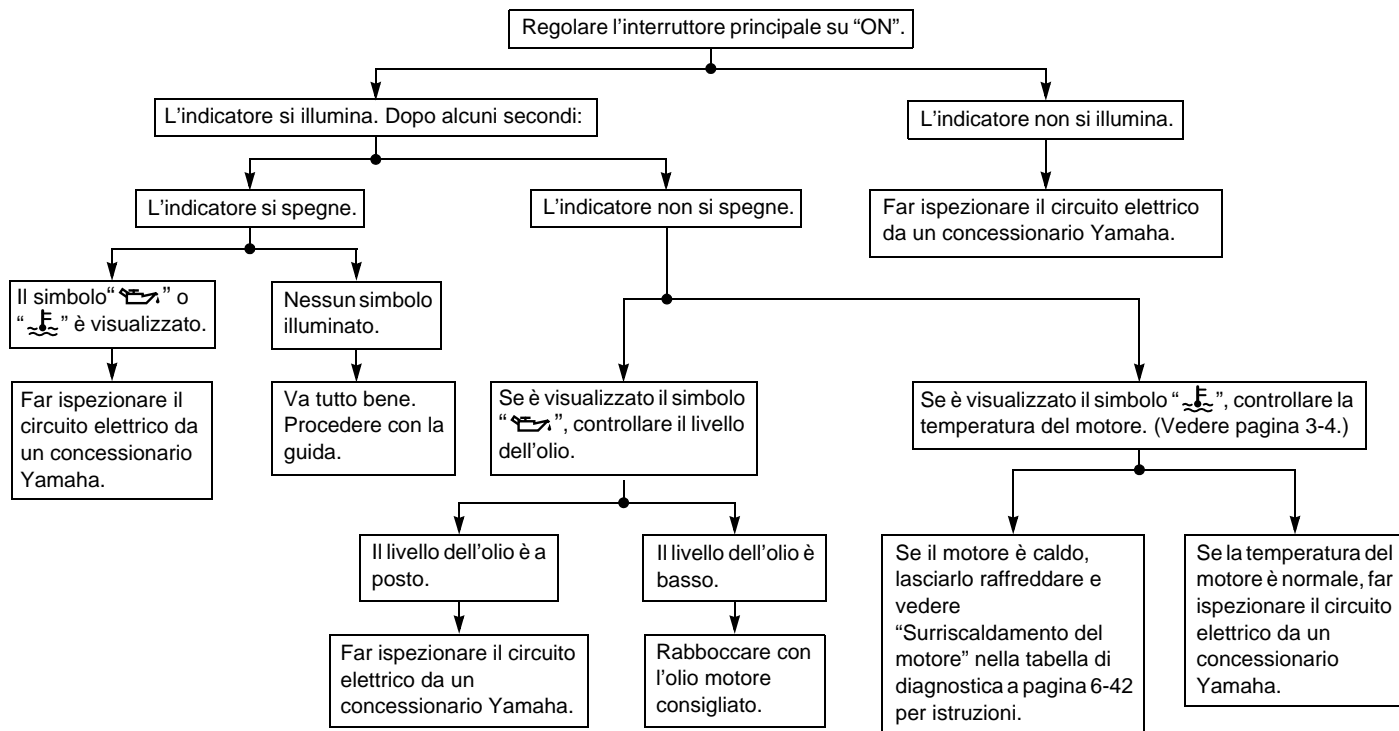 Regolare l'interruttore principale su “ON”.
L'indicatore si illumina. Dopo alcuni secondi:
L'indicatore non si illumina.
L'indicatore si spegne.
L'indicatore non si spegne.
Far ispezionare il circuito elettrico
da un concessionario Yamaha.
Il simbolo“ ” o
“ ” è visualizzato.
Nessun simbolo
illuminato.
Far ispezionare il
circuito elettrico da
un concessionario
Yamaha.
Va tutto bene.
Procedere con la
guida.
Se è visualizzato il simbolo
“ ”, controllare il livello
dell'olio.
Se è visualizzato il simbolo “ ”, controllare la
temperatura del motore. (Vedere pagina 3-4.)
Il livello dell'olio è a
posto.
Il livello dell'olio è
basso.
Far ispezionare il circuito
elettrico da un
concessionario Yamaha.
Rabboccare con
l'olio motore
consigliato.
Se il motore è caldo,
lasciarlo raffreddare e
vedere
“Surriscaldamento del
motore” nella tabella di
diagnostica a pagina 6-42
per istruzioni.
Se la temperatura del
motore è normale, far
ispezionare il circuito
elettrico da un
concessionario
Yamaha.